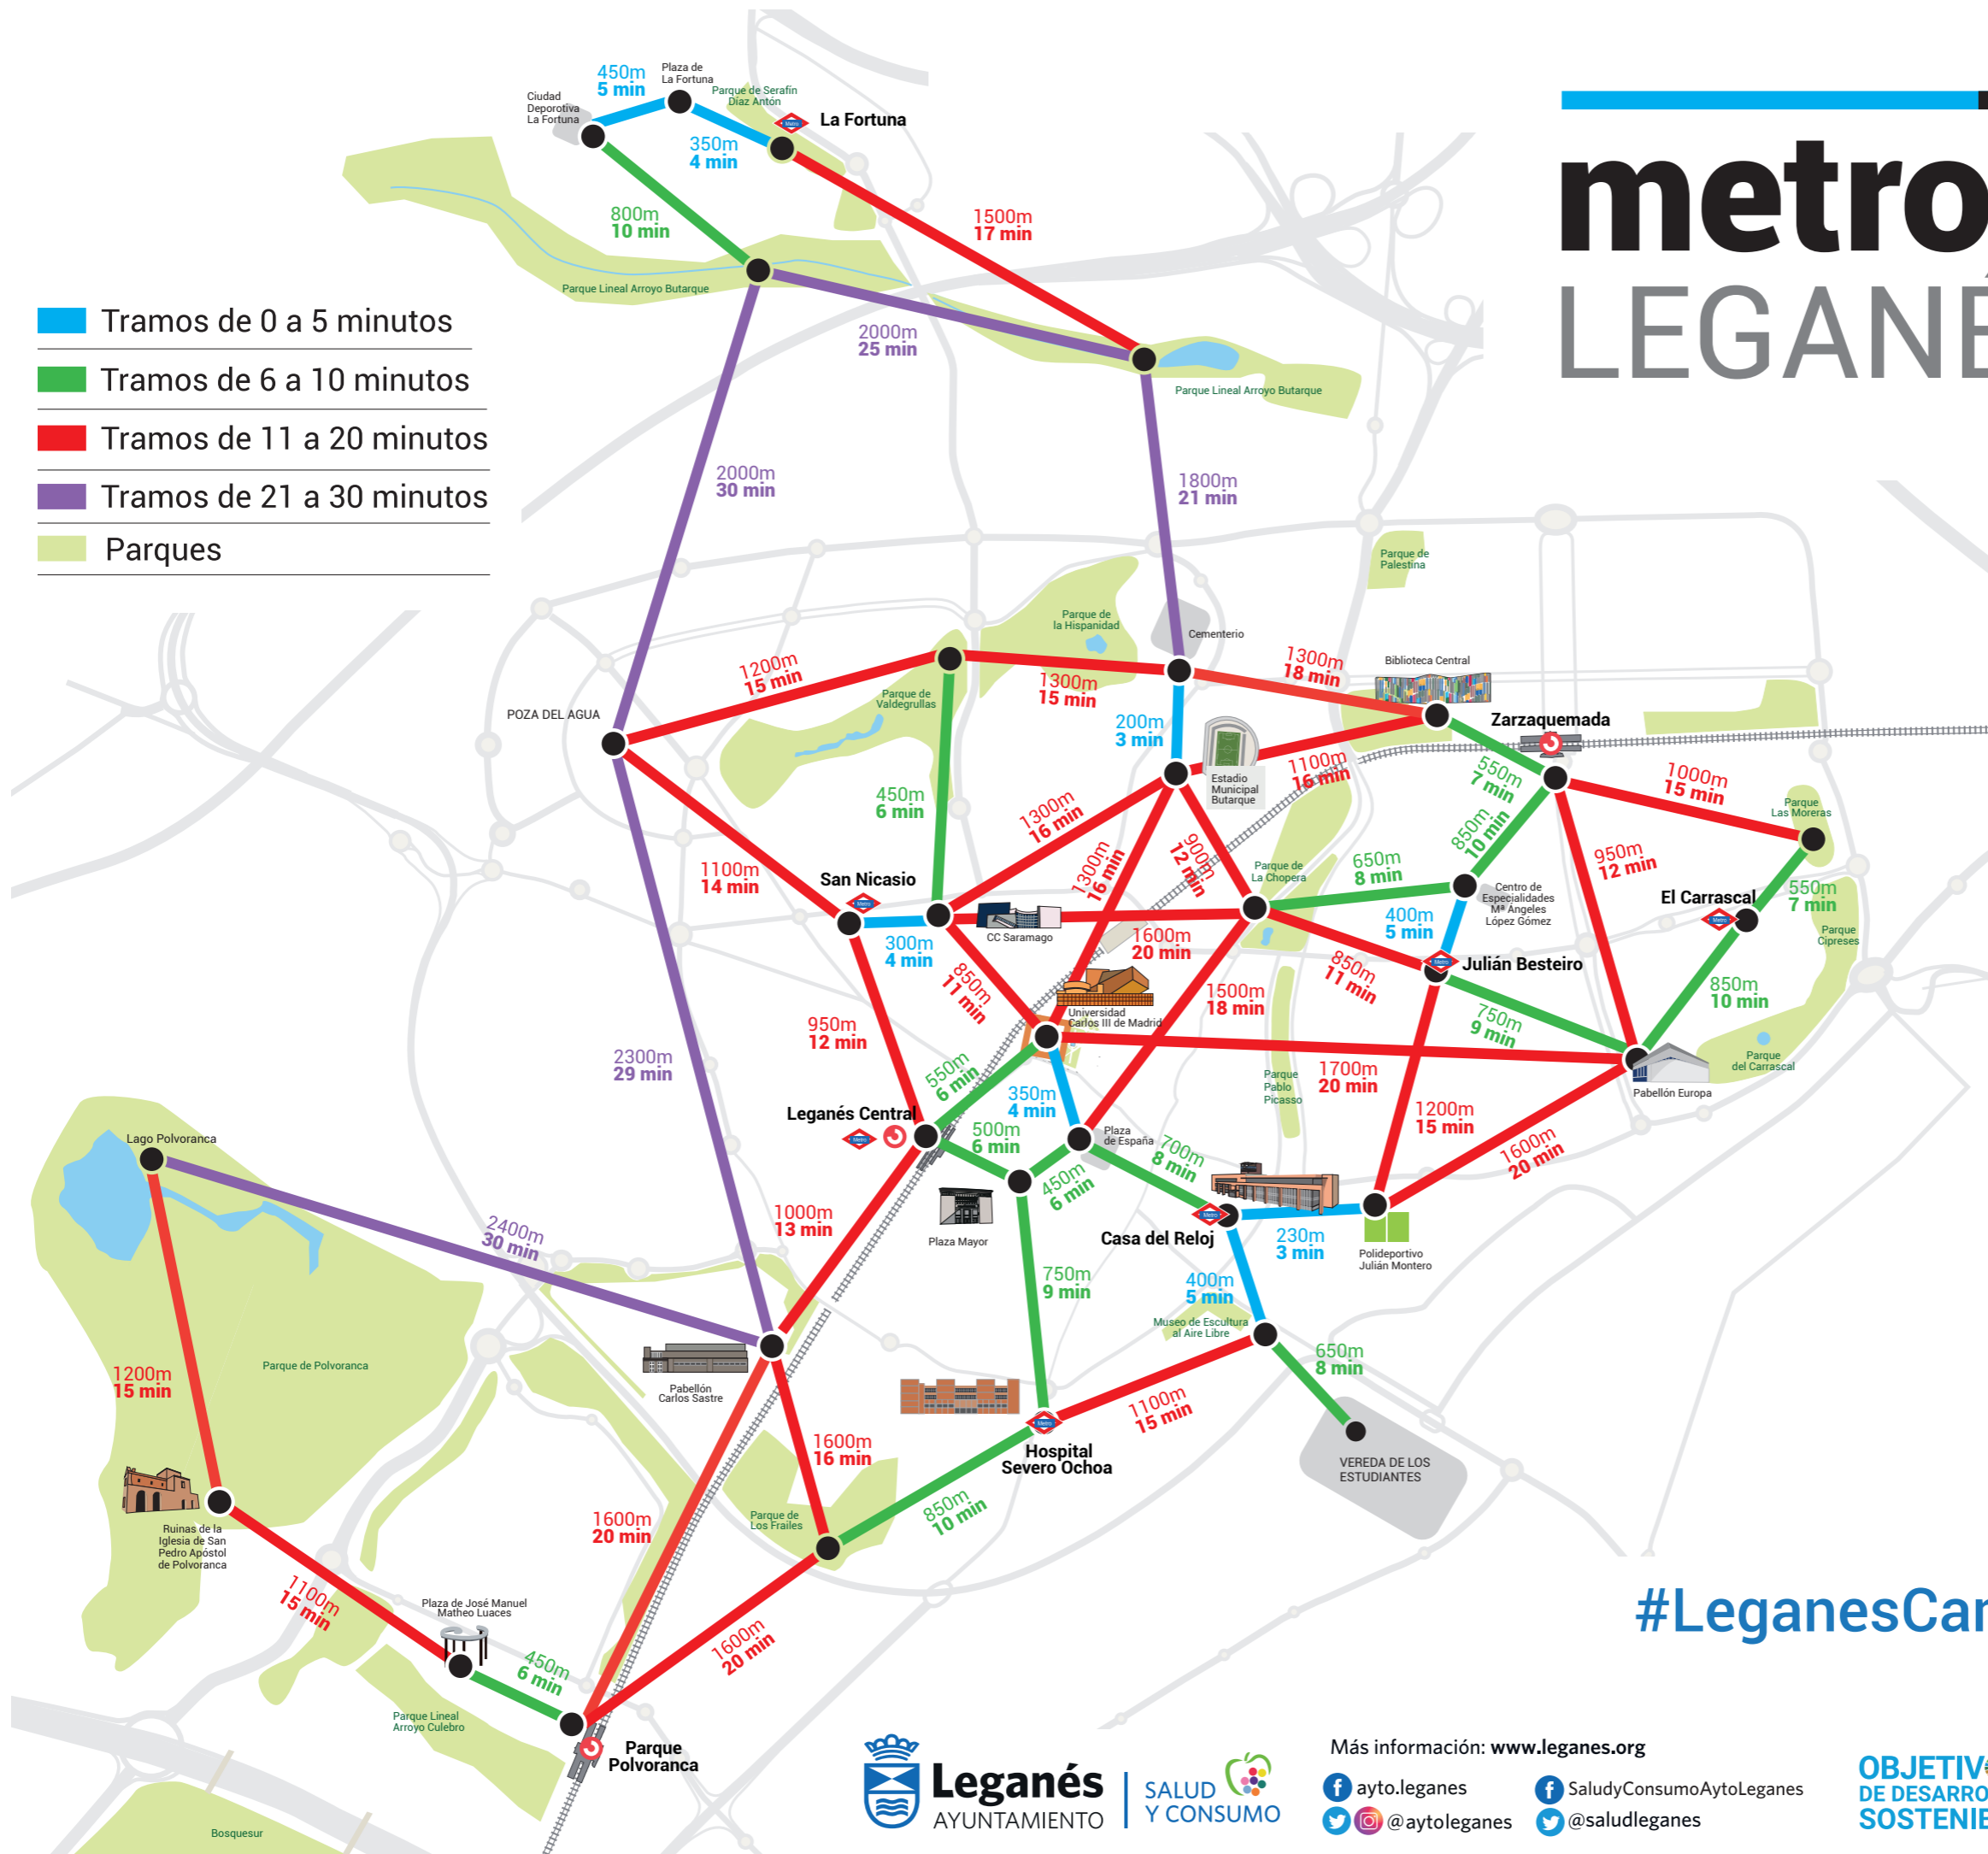 metro
LEGANÉ
Tramos de 0 a 5 minutos
Tramos de 6 a 10 minutos
Tramos de 11 a 20 minutos
Tramos de 21 a 30 minutos
Parques
450m
5 min
Plaza de
La Fortuna
Ciudad
Deporotiva
La Fortuna
Parque de Serafín
Díaz Antón
Metro
La Fortuna
350m
4 min
800m
10 min
1500m
17 min
Parque Lineal Arroyo Butarque
2000m
25 min
Parque Lineal Arroyo Butarque
2000m
30 min
1800m
21 min
Parque de
Palestina
Parque de
la Hispanidad
Cementerio
1200m
15 min
1300m
15 min
1300m
18 min
Biblioteca Central
Parque de
Valdegrullas
POZA DEL AGUA
200m
3 min
Zarzaquemada
Estadio
Municipal
Butarque
1100m
16 min
550m
7 min
1000m
15 min
Parque
Las Moreras
450m
6 min
1300m
16 min
1300m
16 min
900m
12 min
850m
10 min
950m
12 min
1100m
14 min
San Nicasio
Metro
Parque de
La Chopera
650m
8 min
Centro de
Especialidades
Mª Ángeles
López Gómez
El Carrascal
Metro
550m
7 min
Parque
Cipreses
300m
4 min
CC Saramago
1600m
20 min
400m
5 min
Metro
Julián Besteiro
850m
11 min
850m
11 min
1500m
18 min
850m
10 min
950m
12 min
Universidad
Carlos III de Madrid
750m
9 min
2300m
29 min
550m
6 min
350m
4 min
Parque
Pablo
Picasso
1700m
20 min
Parque
del Carrascal
Pabellón Europa
Leganés Central
Metro
500m
6 min
Plaza
de España
1200m
15 min
Lago Polvoranca
450m
6 min
700m
8 min
1600m
20 min
2400m
30 min
1000m
13 min
Plaza Mayor
Metro
Casa del Reloj
230m
3 min
Polideportivo
Julián Montero
750m
9 min
400m
5 min
Museo de Escultura
al Aire Libre
1200m
15 min
Parque de Polvoranca
Pabellón
Carlos Sastre
650m
8 min
1100m
15 min
Metro
Hospital
Severo Ochoa
VEREDA DE LOS
ESTUDIANTES
1600m
16 min
850m
10 min
1600m
20 min
Parque de
Los Frailes
Ruinas de la
Iglesia de San
Pedro Apóstol
de Polvoranca
1100m
15 min
Plaza de José Manuel
Matheo Luaces
450m
6 min
1600m
20 min
#LeganesCa
Parque Lineal
Arroyo Culebro
Parque
Polvoranca
Bosquesur
Leganés
AYUNTAMIENTO
SALUD
Y CONSUMO
Más información: www.leganes.org
ayto.leganes
SaludyConsumoAytoLeganes
@aytoleganes
@saludleganes
OBJETIV
DE DESARRO
SOSTENIB